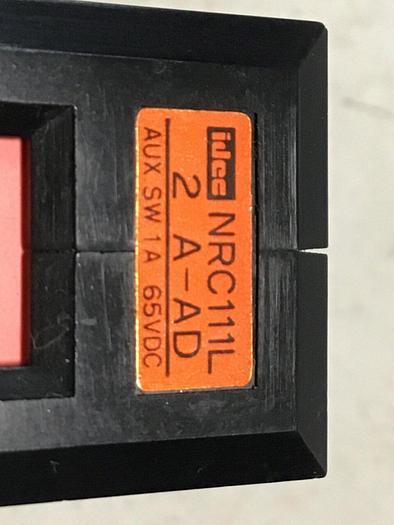 idec NRC111L
2 A-AD
AUX SW 1A 65VDC